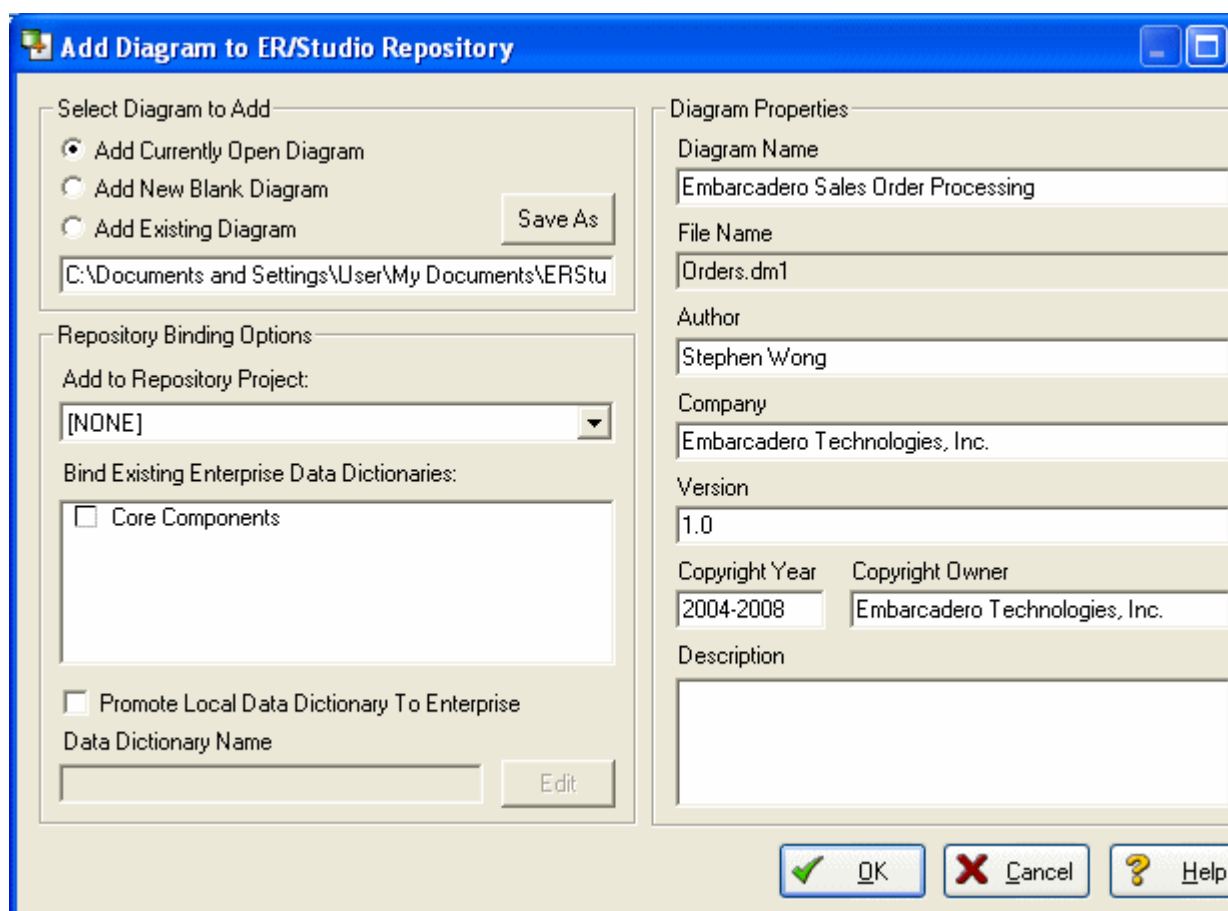 Add Diagram to ER/Studio Repository
Select Diagram to Add
Add Currently Open Diagram
Add New Blank Diagram
Add Existing Diagram
Save As
C:\Documents and Settings\User\My Documents\ERStu
Repository Binding Options
Add to Repository Project:
[NONE]
Bind Existing Enterprise Data Dictionaries:
Core Components
Promote Local Data Dictionary To Enterprise
Data Dictionary Name
Edit
Diagram Properties
Diagram Name
Embarcadero Sales Order Processing
File Name
Orders.dm1
Author
Stephen Wong
Company
Embarcadero Technologies, Inc.
Version
1.0
Copyright Year
Copyright Owner
2004-2008
Embarcadero Technologies, Inc.
Description
OK
Cancel
Help